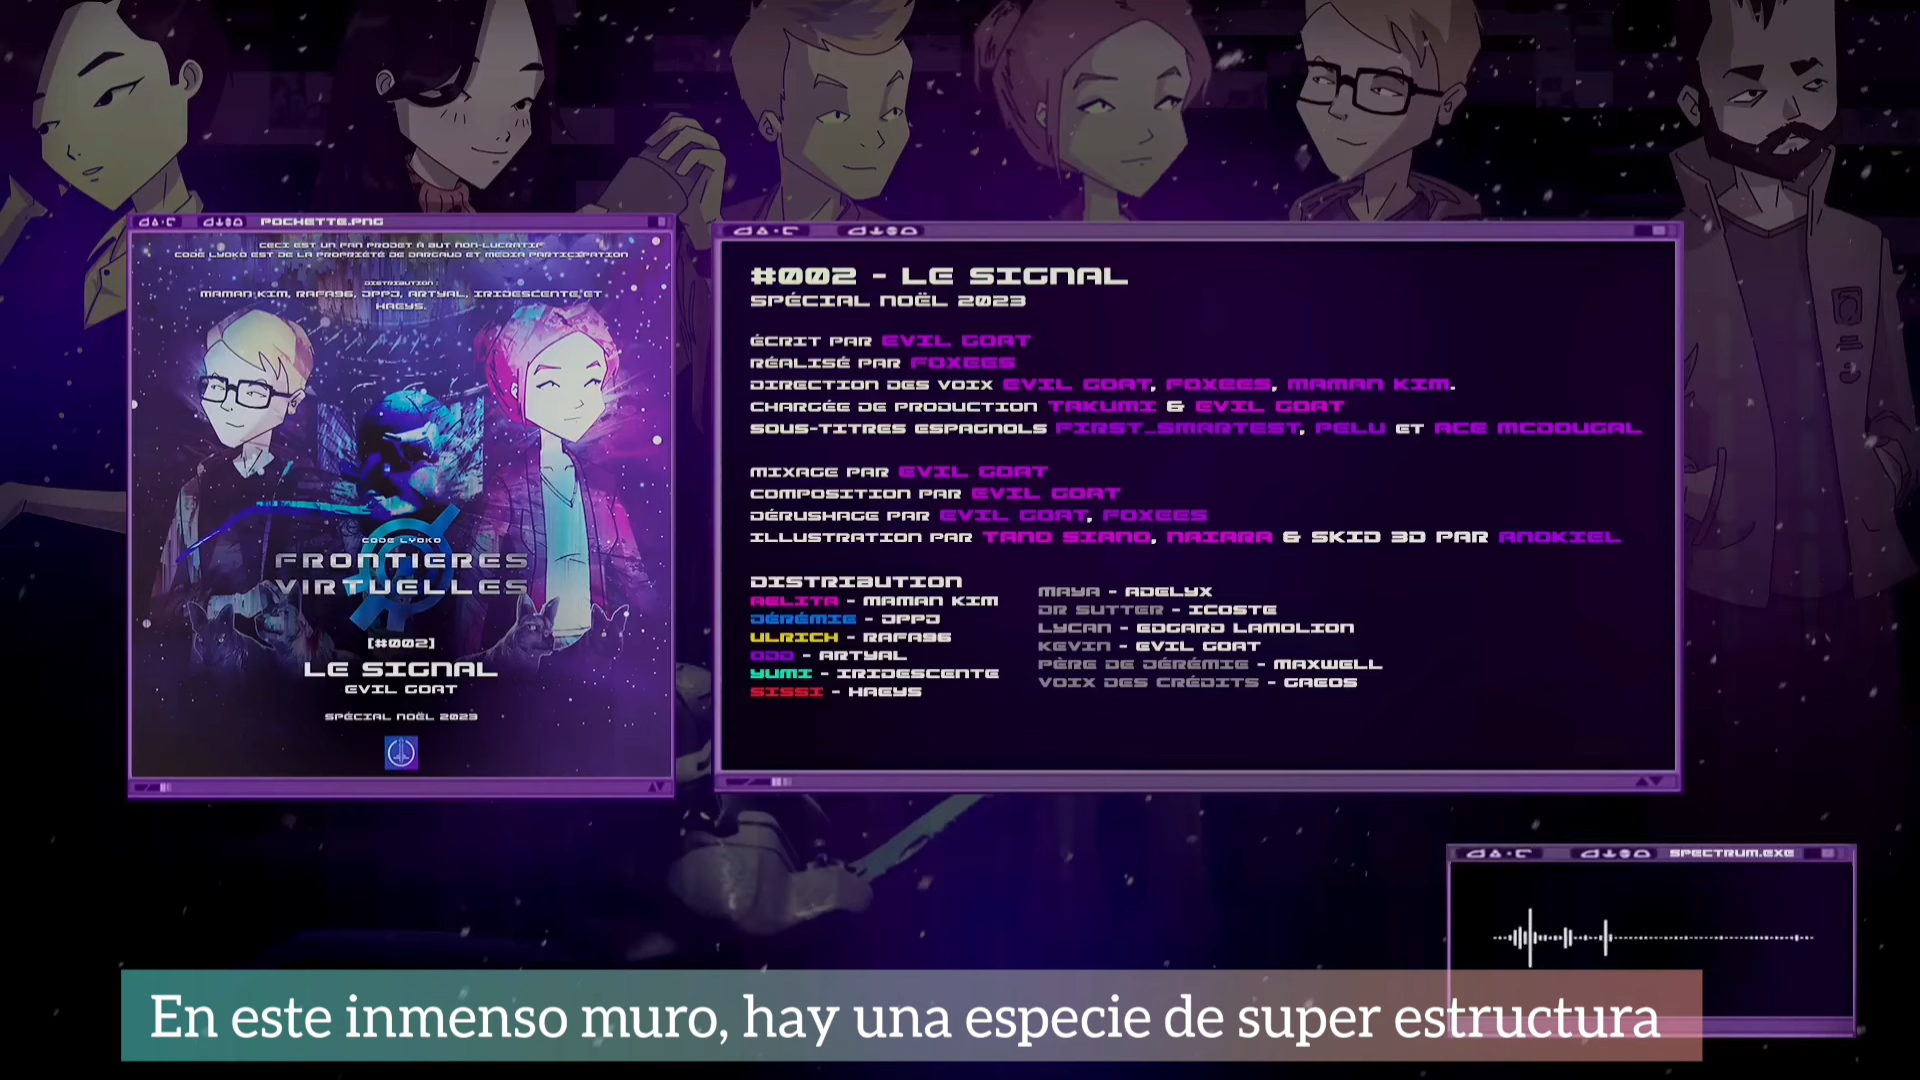 POCHETTE.PNG
CECI EST UN FAN PROJET À BUT NON-LUCRATIF
CODE LYOKO EST DE LA PROPRIÉTÉ DE DARGAUD ET MEDIA PARTICIPATION
DISTRIBUTION :
MAMAN KIM, RAFA96, JPPJ, ARTYAL, IRIDESCENTE ET
HAEYS.
CODE LYOKO
FRONTIERES
VIRTUELLES
[#002]
LE SIGNAL
EVIL GOAT
SPÉCIAL NOËL 2023
#002 - LE SIGNAL
SPÉCIAL NOËL 2023
ÉCRIT PAR EVIL GOAT
RÉALISÉ PAR FOXEES
DIRECTION DES VOIX EVIL GOAT, FOXEES, MAMAN KIM.
CHARGÉE DE PRODUCTION TAKUMI & EVIL GOAT
SOUS-TITRES ESPAGNOLS FIRST_SMARTEST, PELU ET ACE MCDOUGAL
MIXAGE PAR EVIL GOAT
COMPOSITION PAR EVIL GOAT
DÉRUSHAGE PAR EVIL GOAT, FOXEES
ILLUSTRATION PAR TANO SIANO, NAIARA & SKID 3D PAR ANOKIEL
DISTRIBUTION
AELITA - MAMAN KIM
JÉRÉMIE - JPPJ
ULRICH - RAFA96
ODD - ARTYAL
YUMI - IRIDESCENTE
SISSI - HAEYS
MAYA - ADELYX
DR SUTTER - ICOSTE
LYCAN - EDGARD LAMOLION
KEVIN - EVIL GOAT
PÈRE DE JÉRÉMIE - MAXWELL
VOIX DES CRÉDITS - GAEOS
SPECTRUM.EXE
En este inmenso muro, hay una especie de super estructura